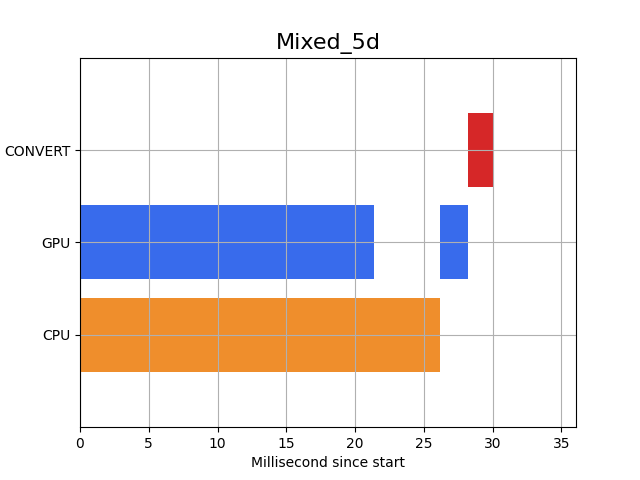 Mixed_5d
CONVERT
GPU
CPU
0 5 10 15 20 25 30 35
Millisecond since start